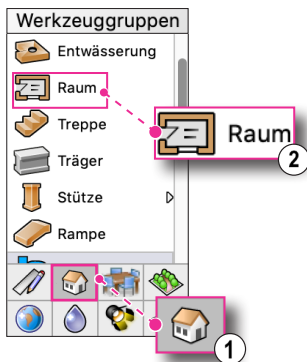 Werkzeuggruppen
Entwässerung
Raum
Treppe
Raum
2
Träger
Stütze
Rampe
1